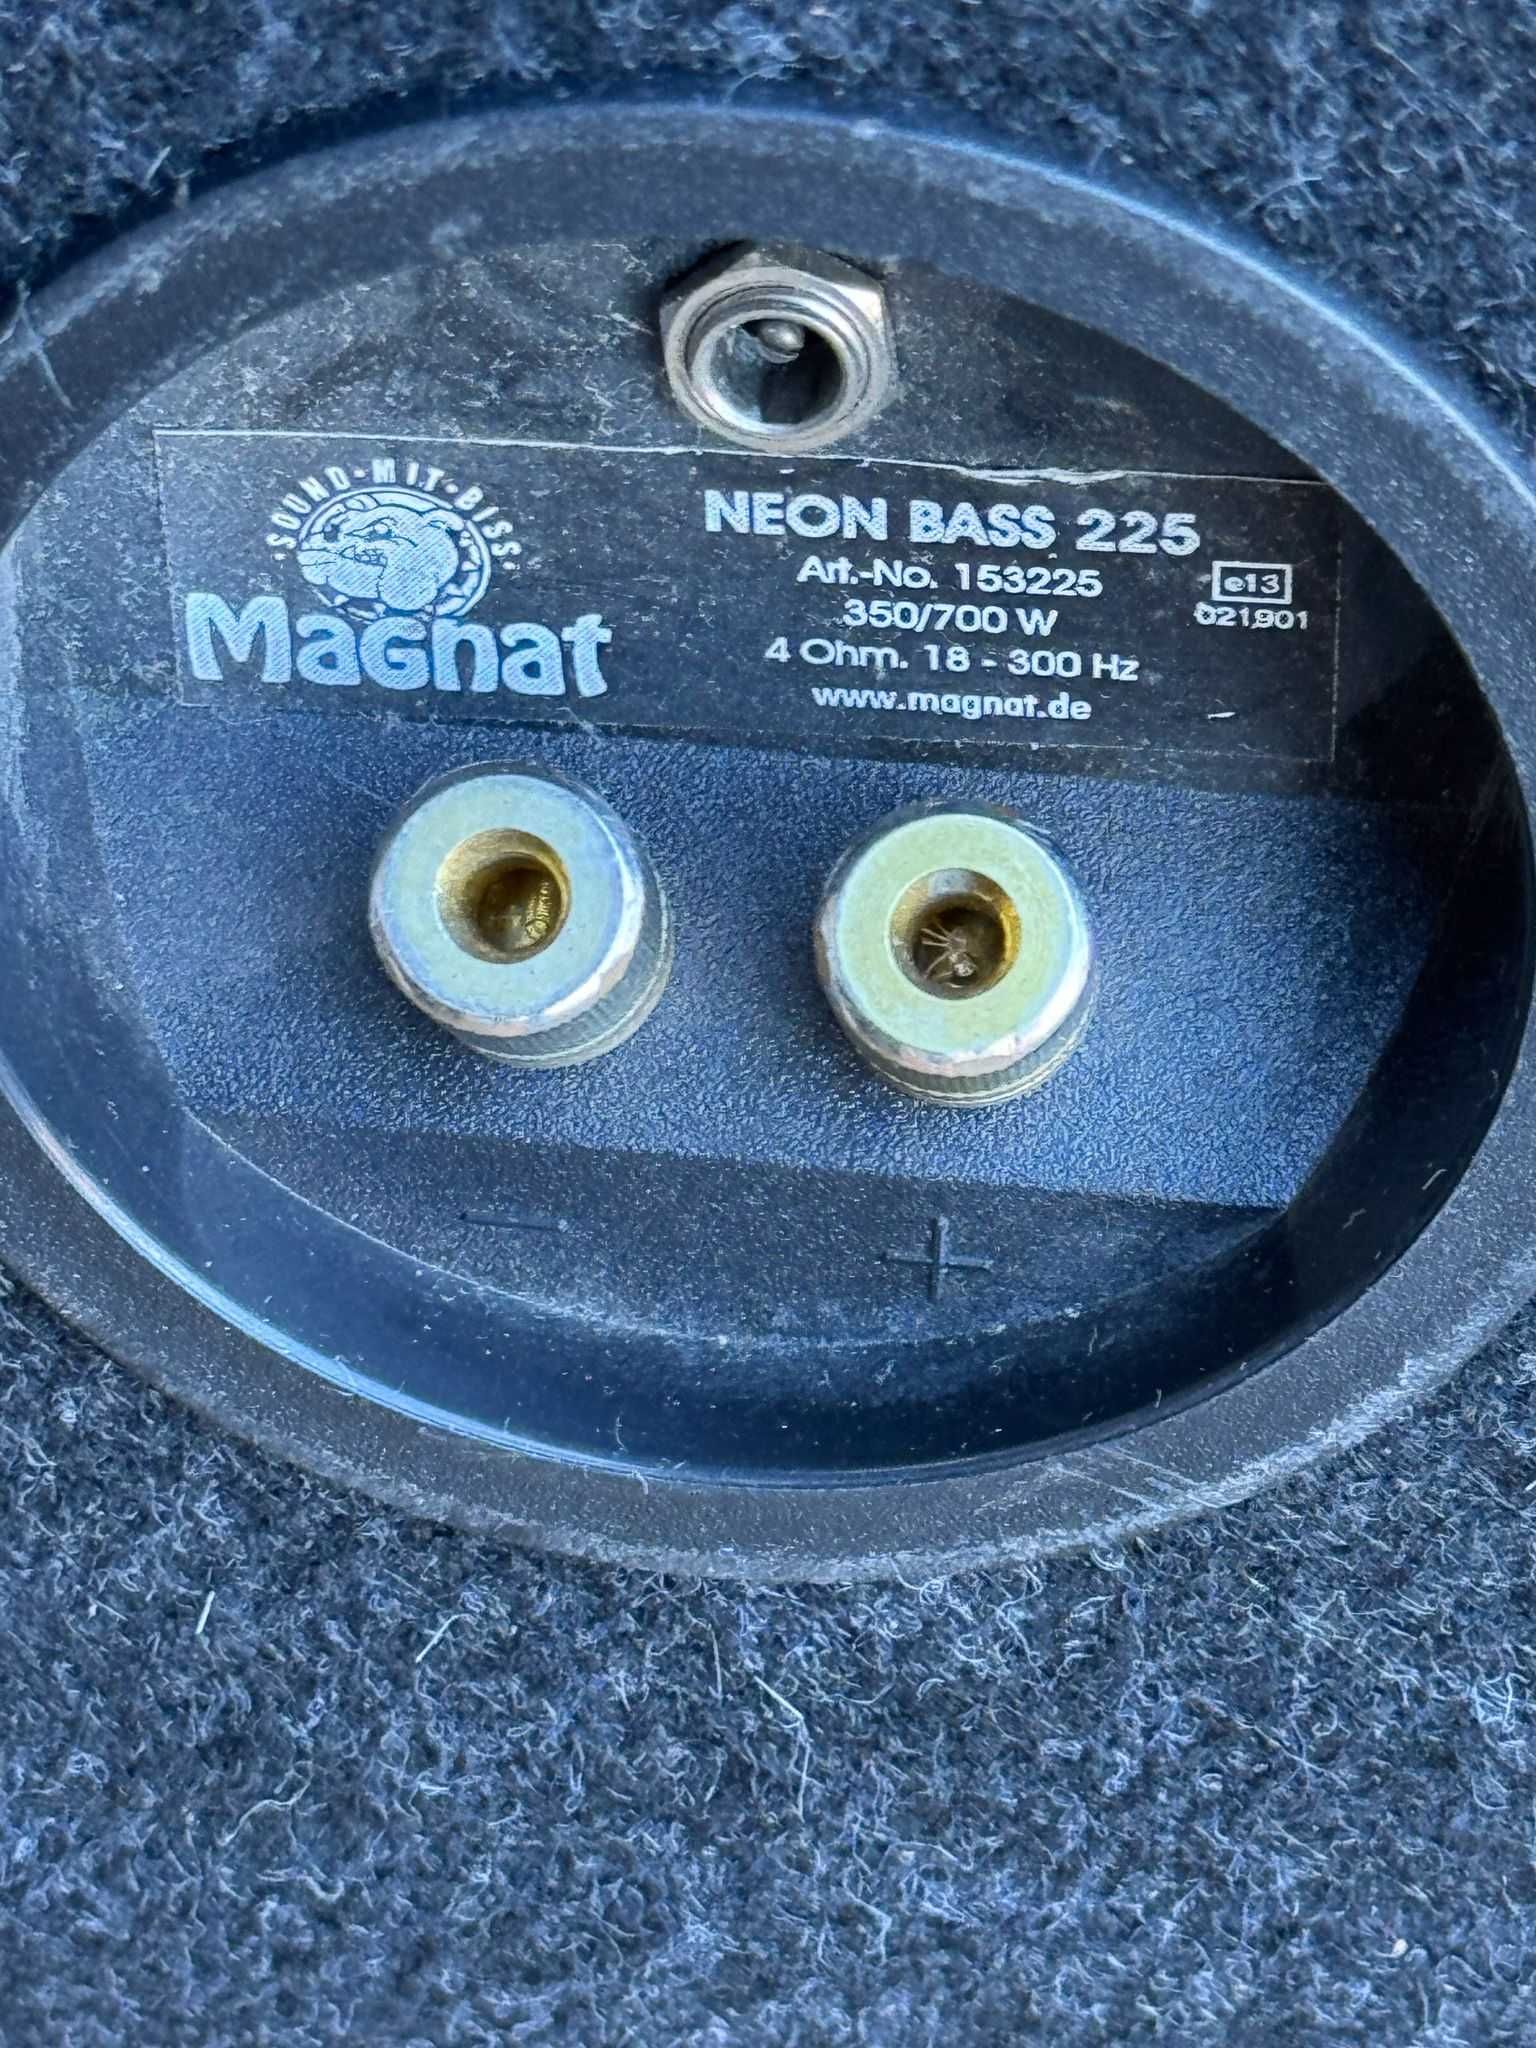 ·SOUND·MIT·BISS·
Magnat
NEON BASS 225
Art.-No. 153225
350/700 W
4 Ohm. 18 - 300 Hz
www.magnat.de
e13
021901
- +